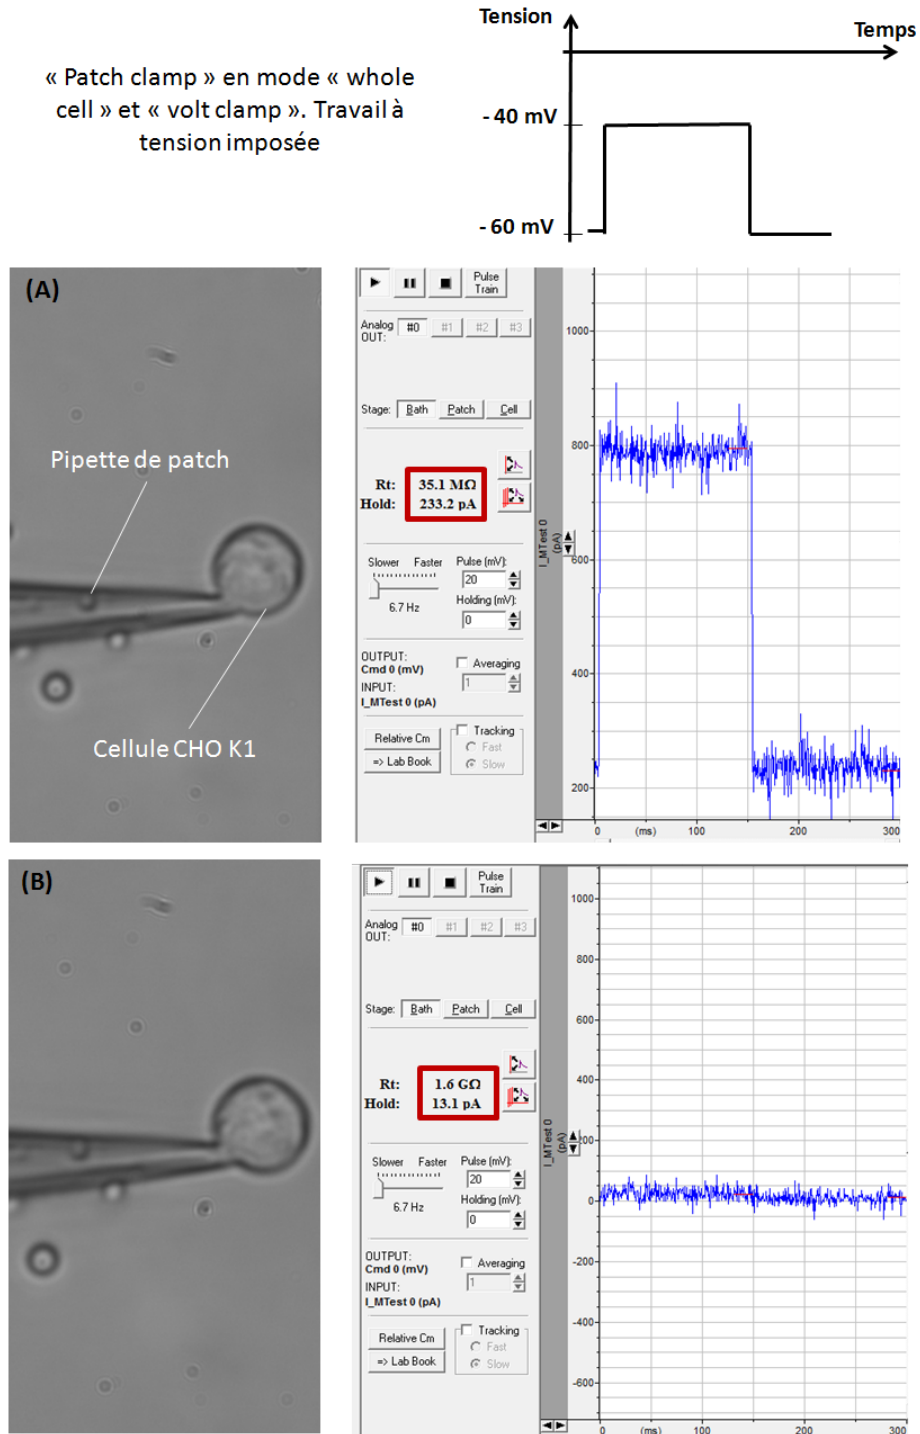 Tension
Temps
« Patch clamp » en mode « whole
cell » et « volt clamp ». Travail à
tension imposée
- 40 mV
- 60 mV
(A)
Pipette de patch
Cellule CHO K1
Pulse
Train
Analog
OUT:
#0
#1
#2
#3
Stage:
Bath
Patch
Cell
Rt:
35.1 MΩ
Hold:
233.2 pA
Slower
Faster
Pulse (mV):
20
6.7 Hz
Holding (mV):
0
OUTPUT:
Cmd 0 (mV)
INPUT:
I_MTest 0 (pA)
Averaging
1
Relative Cm
=> Lab Book
Tracking
Fast
Slow
I_MTest 0
(pA)
1000
800
600
400
200
0
(ms)
100
200
300
(B)
Pulse
Train
Analog
OUT:
#0
#1
#2
#3
Stage:
Bath
Patch
Cell
Rt:
1.6 GΩ
Hold:
13.1 pA
Slower
Faster
Pulse (mV):
20
6.7 Hz
Holding (mV):
0
OUTPUT:
Cmd 0 (mV)
INPUT:
I_MTest 0 (pA)
Averaging
1
Relative Cm
=> Lab Book
Tracking
Fast
Slow
I_MTest 0
(pA)
1000
800
600
400
200
0
-200
-400
-600
0
(ms)
100
200
300